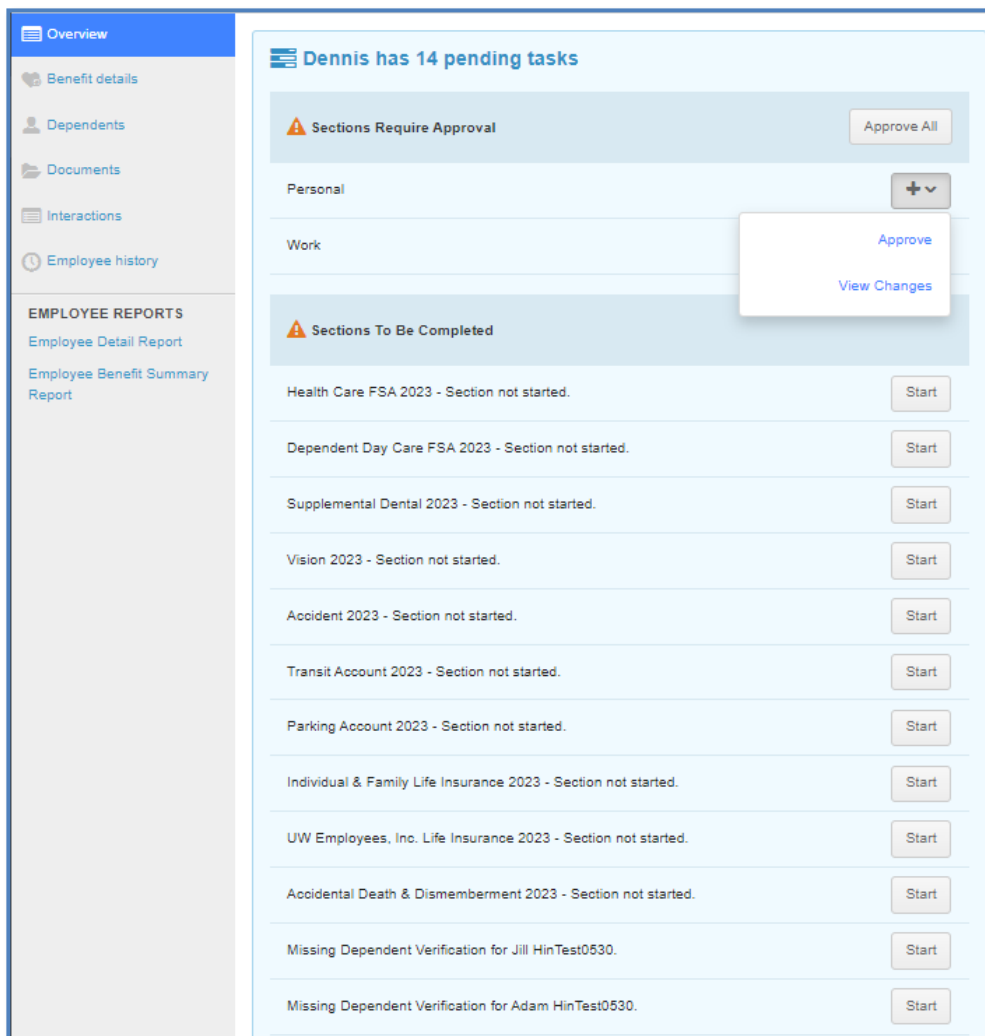 Overview
Benefit details
Dependents
Documents
Interactions
Employee history
EMPLOYEE REPORTS
Employee Detail Report
Employee Benefit Summary
Report
Dennis has 14 pending tasks
Sections Require Approval
Approve All
Personal
Approve
View Changes
Work
Sections To Be Completed
Health Care FSA 2023 - Section not started.
Start
Dependent Day Care FSA 2023 - Section not started.
Start
Supplemental Dental 2023 - Section not started.
Start
Vision 2023 - Section not started.
Start
Accident 2023 - Section not started.
Start
Transit Account 2023 - Section not started.
Start
Parking Account 2023 - Section not started.
Start
Individual & Family Life Insurance 2023 - Section not started.
Start
UW Employees, Inc. Life Insurance 2023 - Section not started.
Start
Accidental Death & Dismemberment 2023 - Section not started.
Start
Missing Dependent Verification for Jill HinTest0530.
Start
Missing Dependent Verification for Adam HinTest0530.
Start